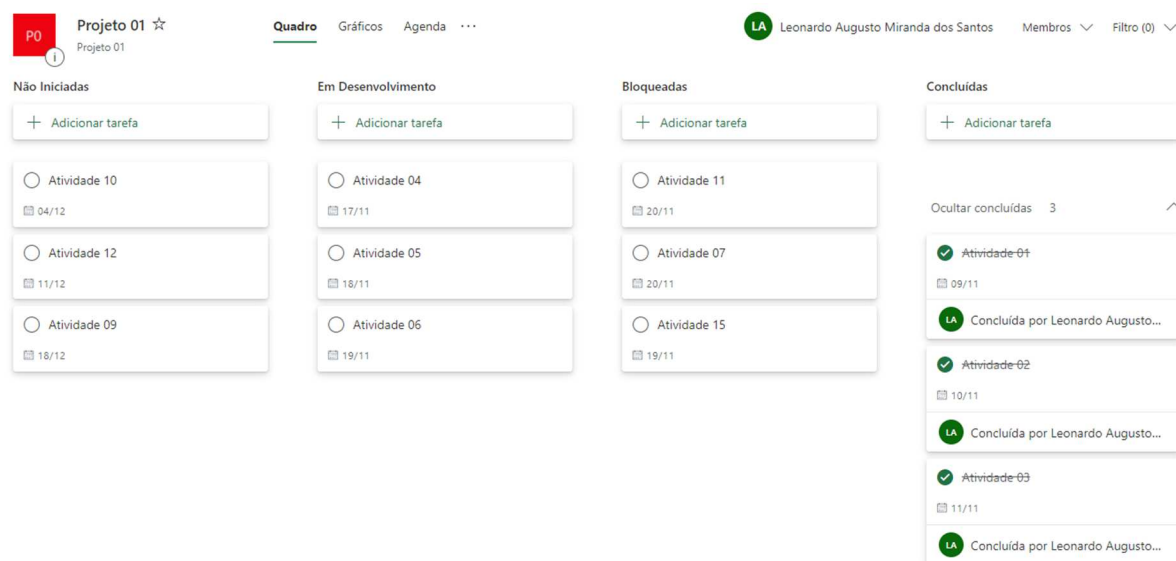 P0
Projeto 01
Projeto 01
Quadro Gráficos Agenda ...
LA Leonardo Augusto Miranda dos Santos Membros Filtro (0)
Não Iniciadas
+ Adicionar tarefa
Atividade 10
04/12
Atividade 12
11/12
Atividade 09
18/12
Em Desenvolvimento
+ Adicionar tarefa
Atividade 04
17/11
Atividade 05
18/11
Atividade 06
19/11
Bloqueadas
+ Adicionar tarefa
Atividade 11
20/11
Atividade 07
20/11
Atividade 15
19/11
Concluídas
+ Adicionar tarefa
Ocultar concluídas 3
Atividade 01
09/11
LA Concluída por Leonardo Augusto...
Atividade 02
10/11
LA Concluída por Leonardo Augusto...
Atividade 03
11/11
LA Concluída por Leonardo Augusto...